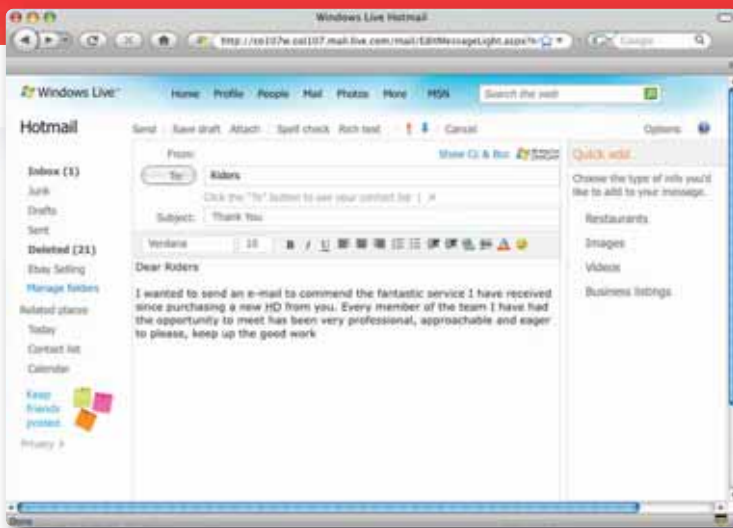 Windows Live Hotmail
http://co107w.col107.mail.live.com/mail/EditMessageLight.aspx?n
Google
Windows Live™
Home Profile People Mail Photos More MSN
Search the web
Hotmail
Send Save draft Attach Spell check Rich text Cancel
Options
From:
Show Cc & Bcc
To:
Riders
Click the "To" button to see your contact list
Subject:
Thank You
Verdana 10 B I U A
Inbox (1)
Junk
Drafts
Sent
Deleted (21)
Ebay Selling
Manage folders
Related places
Today
Contact list
Calendar
Keep
friends
posted
Privacy
Dear Riders
I wanted to send an e-mail to commend the fantastic service I have received
since purchasing a new HD from you. Every member of the team I have had
the opportunity to meet has been very professional, approachable and eager
to please, keep up the good work
Quick add
Choose the type of info you'd
like to add to your message.
Restaurants
Images
Videos
Business listings
Done